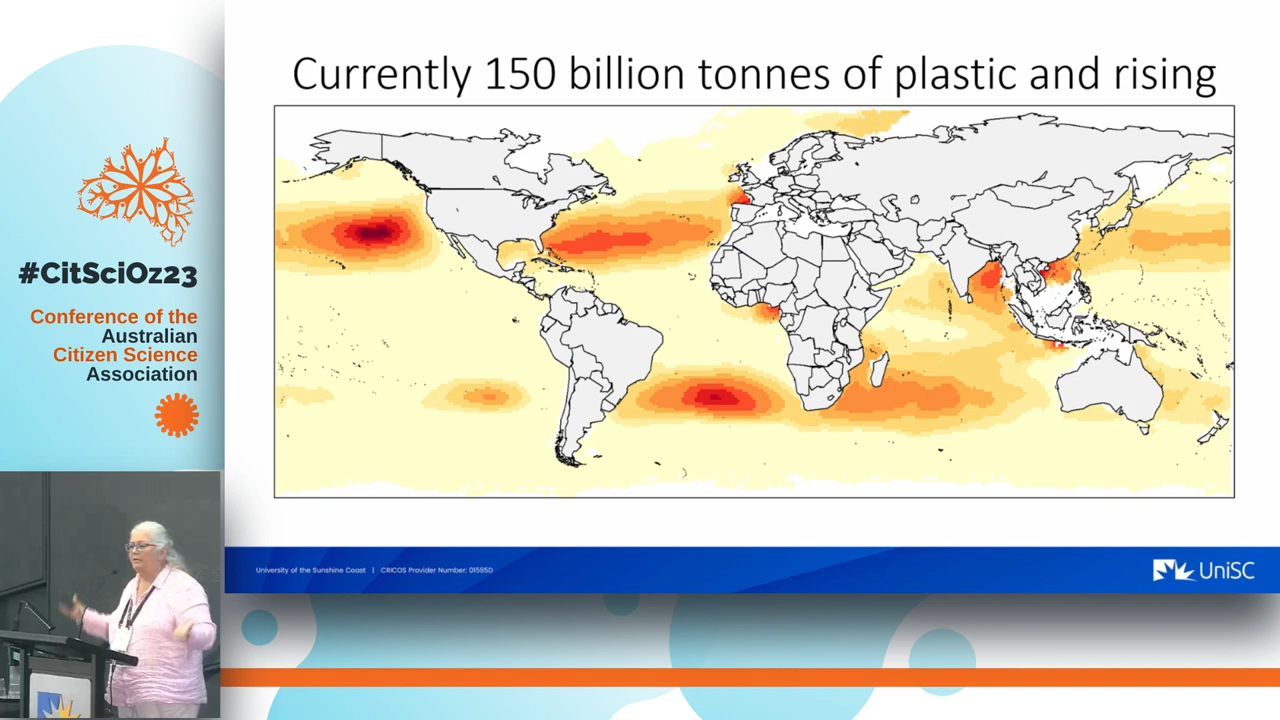 Currently 150 billion tonnes of plastic and rising
#CitSciOz23
Conference of the
Australian
Citizen Science
Association
University of the Sunshine Coast | CRICOS Provider Number: 01595D
UniSC